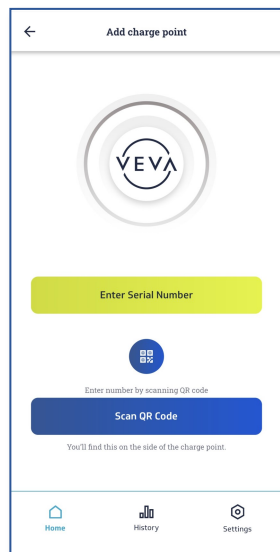 Add charge point
VEVA
Enter Serial Number
Enter number by scanning QR code
Scan QR Code
You'll find this on the side of the charge point.
Home History Settings